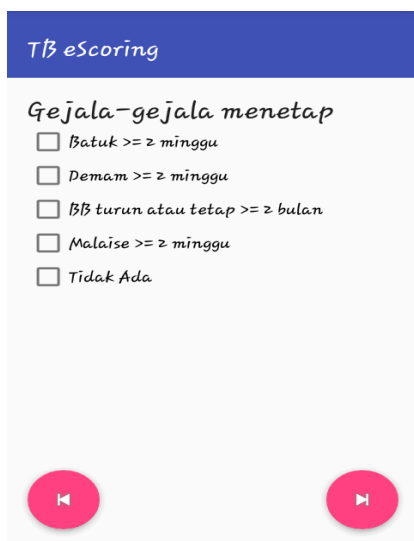 TB eScoring
Gejala-gejala menetap
Batuk >= 2 minggu
Demam >= 2 minggu
BB turun atau tetap >= 2 bulan
Malaise >= 2 minggu
Tidak Ada